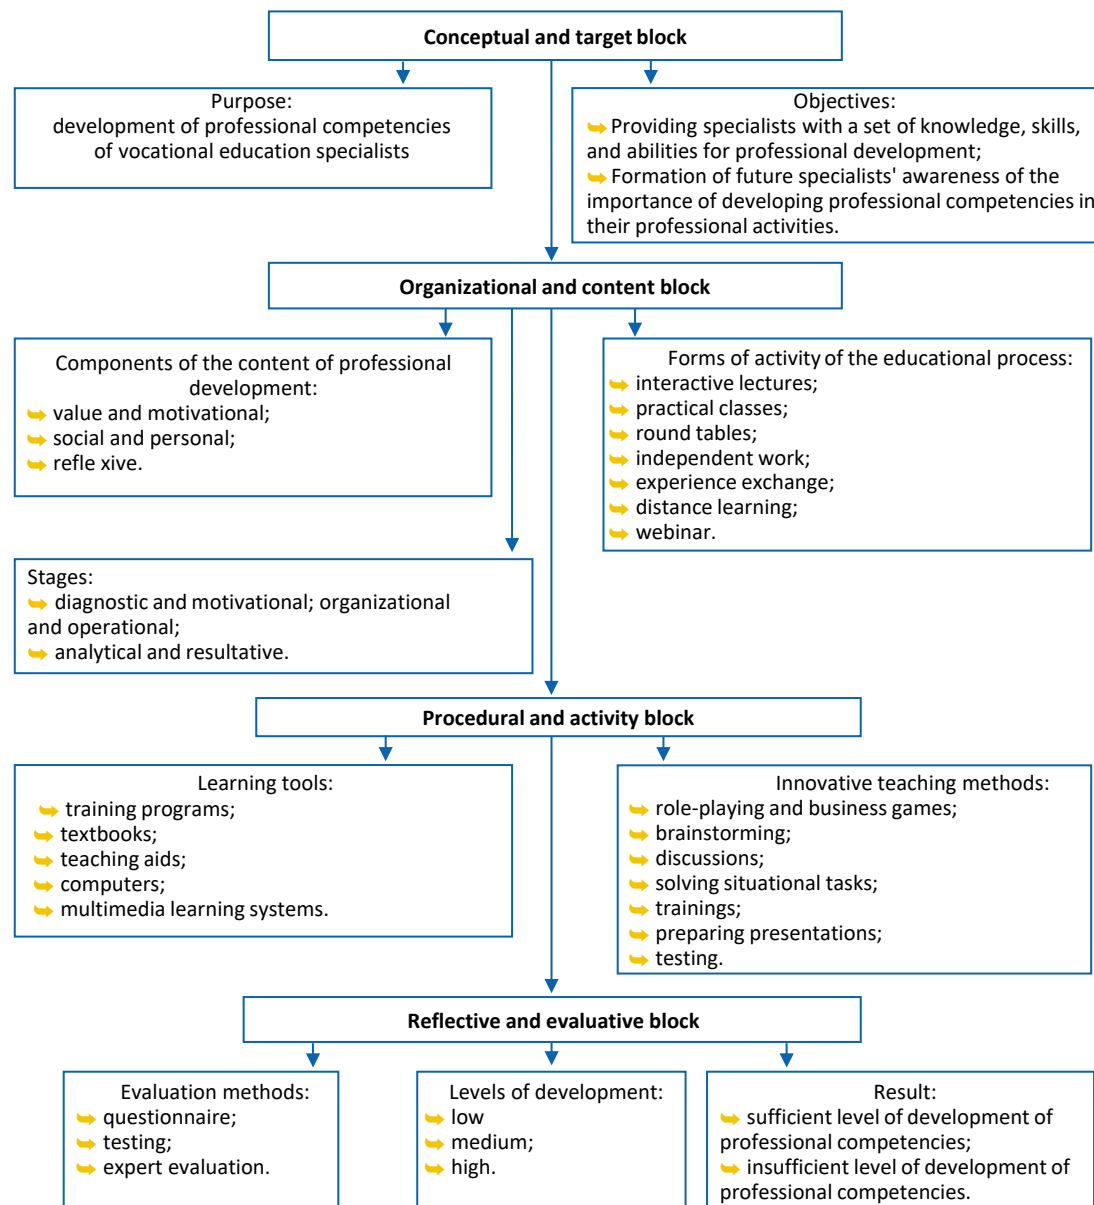 Conceptual and target block
Purpose:
development of professional competencies
of vocational education specialists
Objectives:
Providing specialists with a set of knowledge, skills,
and abilities for professional development;
Formation of future specialists' awareness of the
importance of developing professional competencies in
their professional activities.
Organizational and content block
Components of the content of professional
development:
value and motivational;
social and personal;
refle xive.
Forms of activity of the educational process:
interactive lectures;
practical classes;
round tables;
independent work;
experience exchange;
distance learning;
webinar.
Stages:
diagnostic and motivational; organizational
and operational;
analytical and resultative.
Procedural and activity block
Learning tools:
training programs;
textbooks;
teaching aids;
computers;
multimedia learning systems.
Innovative teaching methods:
role-playing and business games;
brainstorming;
discussions;
solving situational tasks;
trainings;
preparing presentations;
testing.
Reflective and evaluative block
Evaluation methods:
questionnaire;
testing;
expert evaluation.
Levels of development:
low
medium;
high.
Result:
sufficient level of development of
professional competencies;
insufficient level of development of
professional competencies.